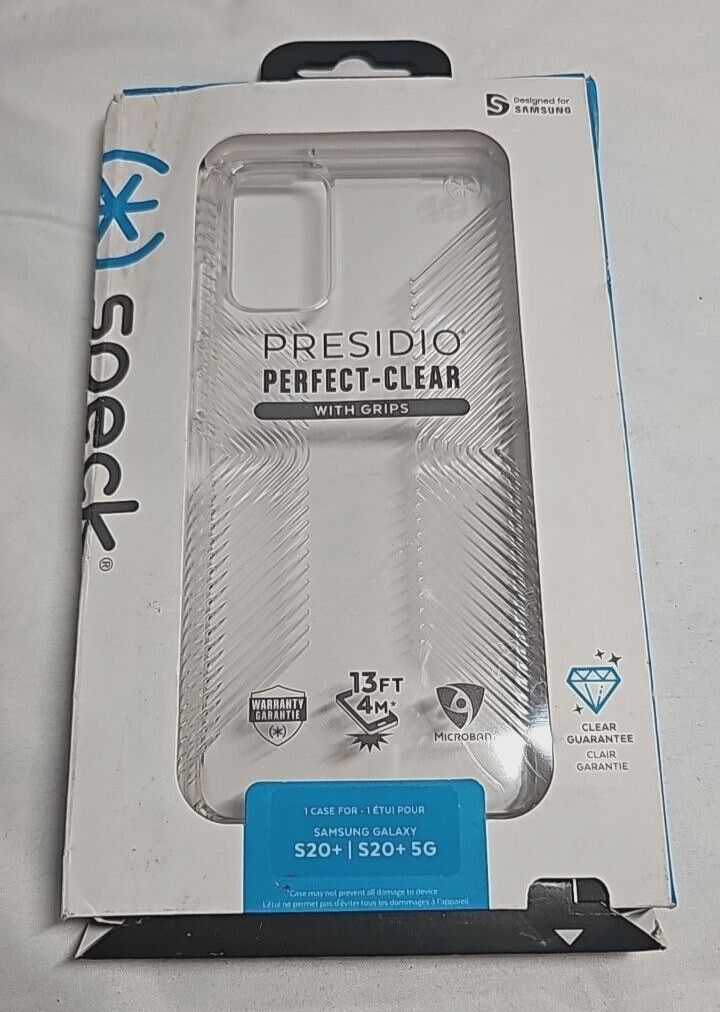 Designed for
SAMSUNG
speck®
PRESIDIO®
PERFECT-CLEAR
WITH GRIPS
WARRANTY
GARANTIE
13FT
4M*
MICROBAN
CLEAR
GUARANTEE
CLAIR
GARANTIE
1 CASE FOR · 1 ÉTUI POUR
SAMSUNG GALAXY
S20+ | S20+ 5G
*Case may not prevent all damage to device
L'étui ne permet pas d'éviter tous les dommages à l'appareil